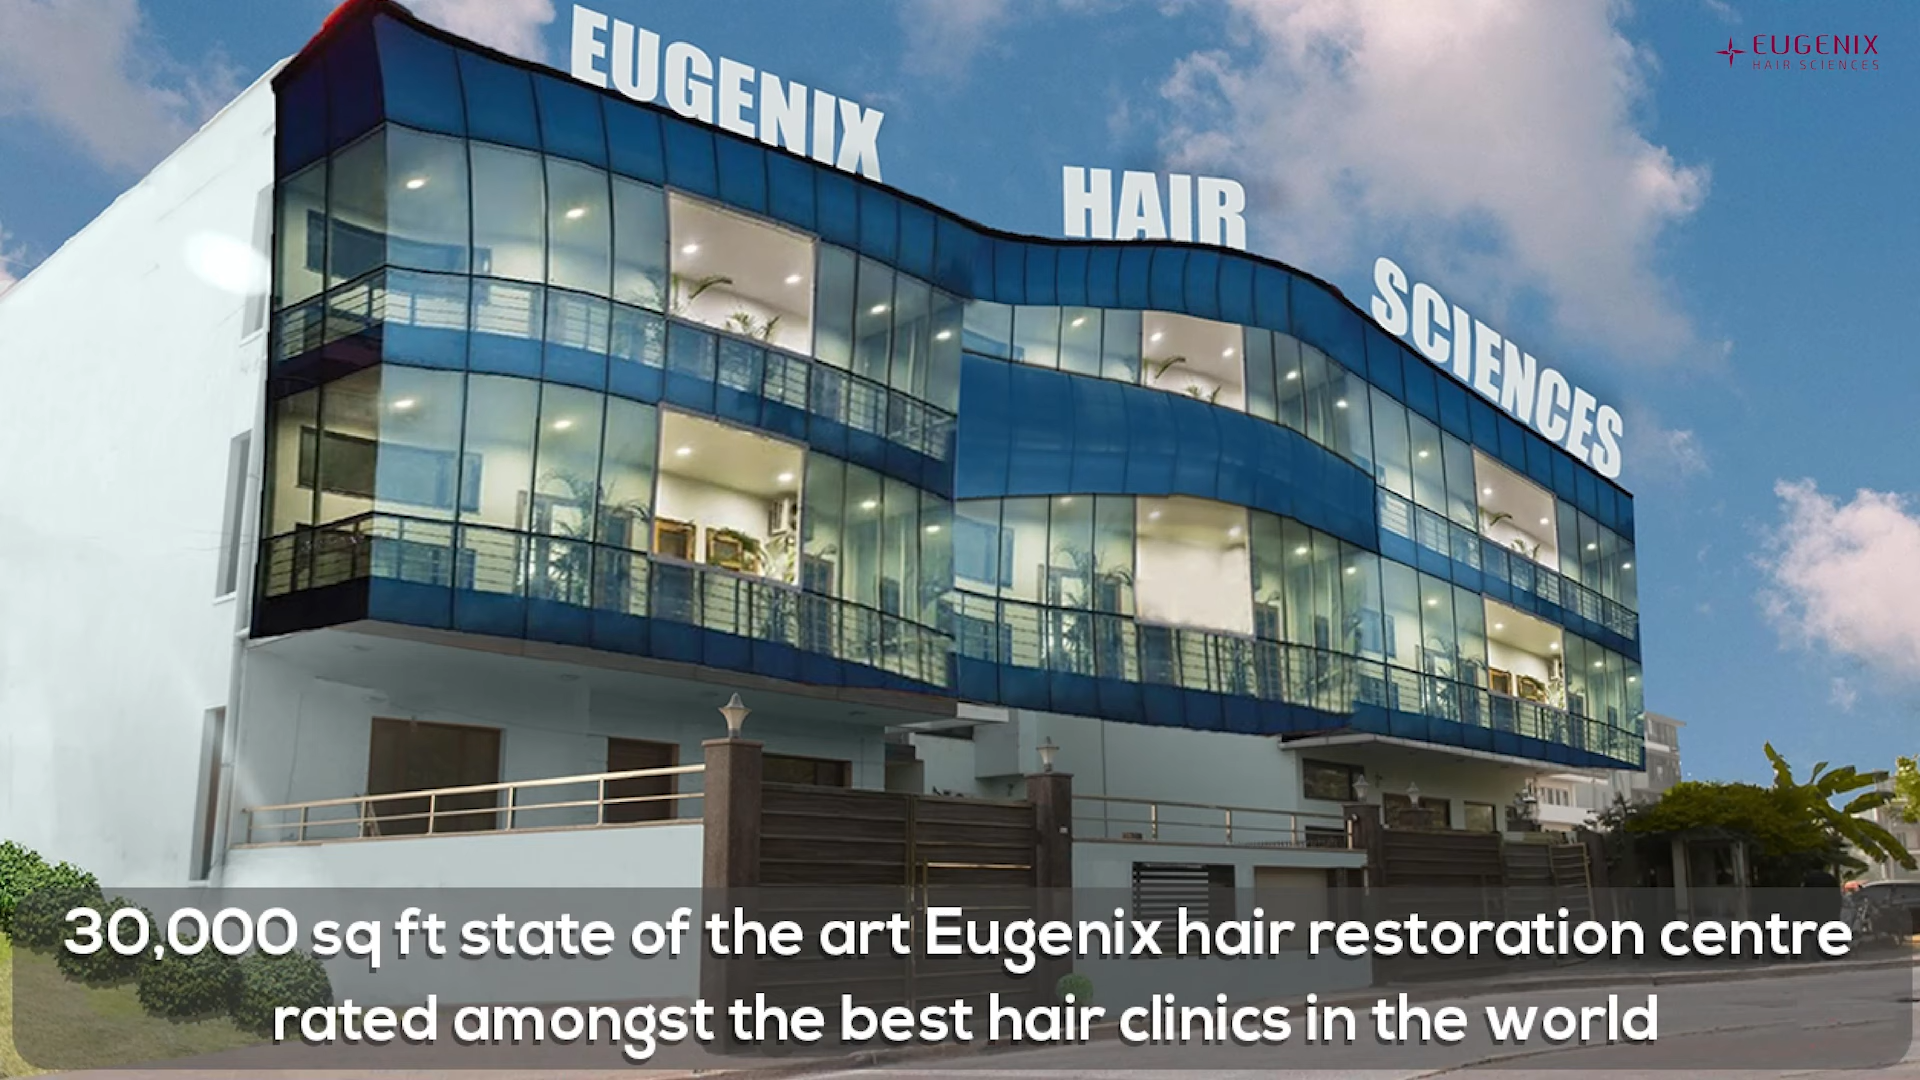 EUGENIX
HAIR SCIENCES
EUGENIX
HAIR
SCIENCES
30,000 sq ft state of the art Eugenix hair restoration centre
rated amongst the best hair clinics in the world